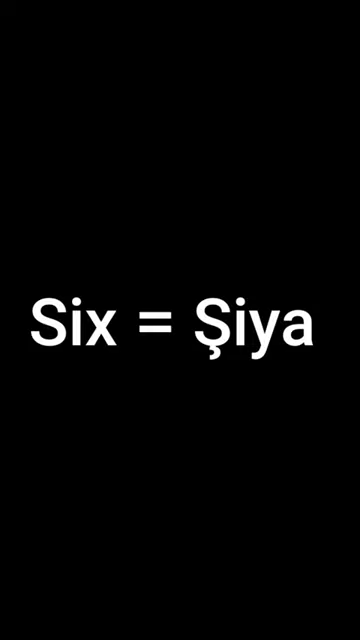 Six = Şiya